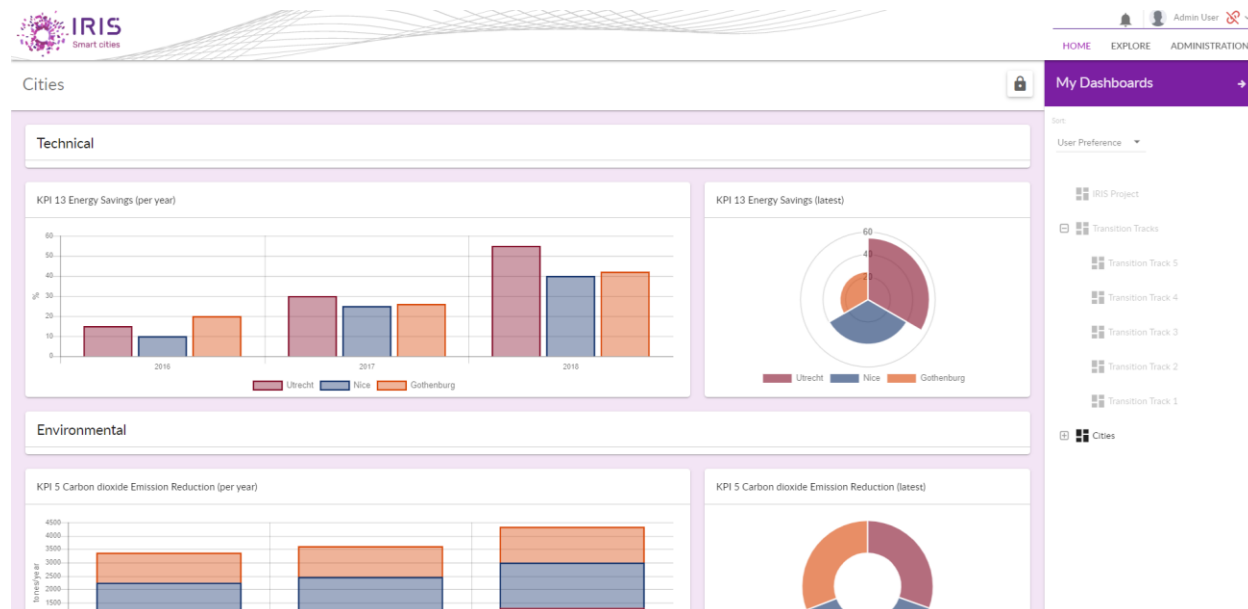 IRIS
Smart cities
Admin User
HOME EXPLORE ADMINISTRATION
Cities
My Dashboards
Sort
User Preference
IRIS Project
Transition Tracks
Transition Track 5
Transition Track 4
Transition Track 3
Transition Track 2
Transition Track 1
Cities
Technical
KPI 13 Energy Savings (per year)
60
50
40
30
20
10
0
%
2016 2017 2018
Utrecht Nice Gothenburg
KPI 13 Energy Savings (latest)
60
40
20
Utrecht Nice Gothenburg
Environmental
KPI 5 Carbon dioxide Emission Reduction (per year)
4500
4000
3500
3000
2500
2000
1500
tones/year
KPI 5 Carbon dioxide Emission Reduction (latest)